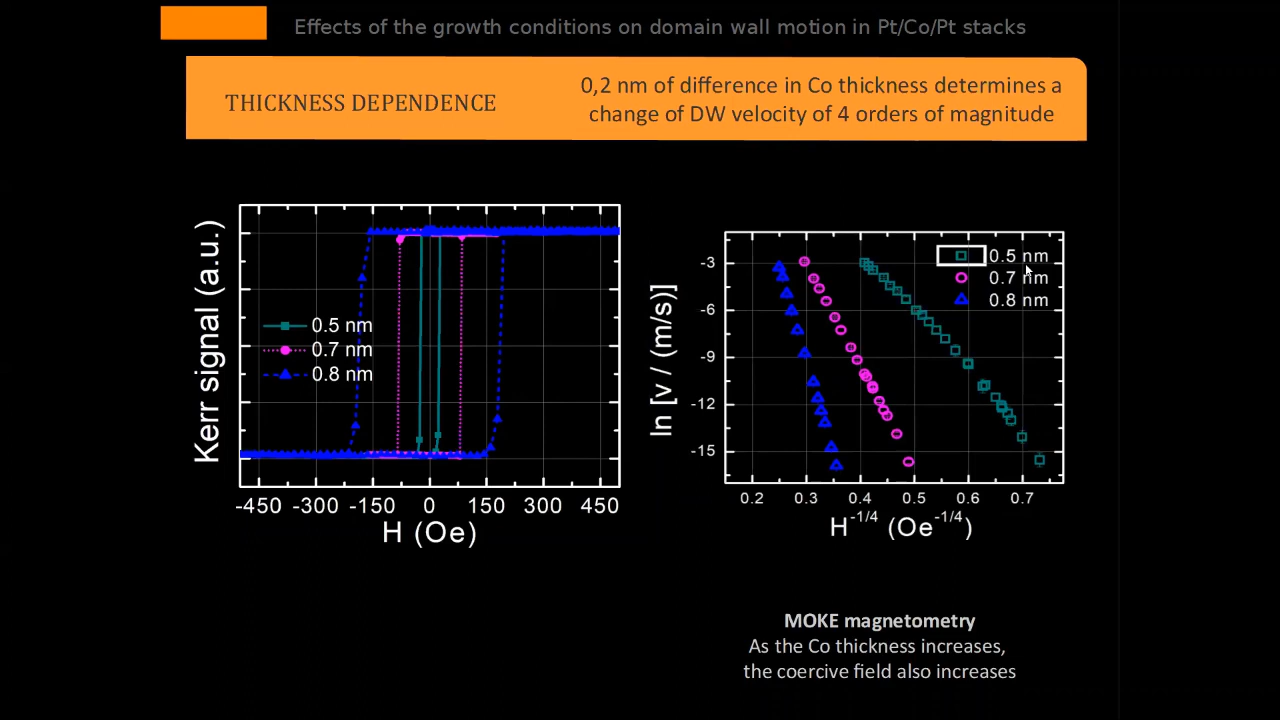 Effects of the growth conditions on domain wall motion in Pt/Co/Pt stacks
THICKNESS DEPENDENCE
0,2 nm of difference in Co thickness determines a
change of DW velocity of 4 orders of magnitude
Kerr signal (a.u.)
0.5 nm
0.7 nm
0.8 nm
-450 -300 -150 0 150 300 450
H (Oe)
ln [v / (m/s)]
-3
-6
-9
-12
-15
0.5 nm
0.7 nm
0.8 nm
0.2 0.3 0.4 0.5 0.6 0.7
H-1/4 (Oe-1/4)
MOKE magnetometry
As the Co thickness increases,
the coercive field also increases